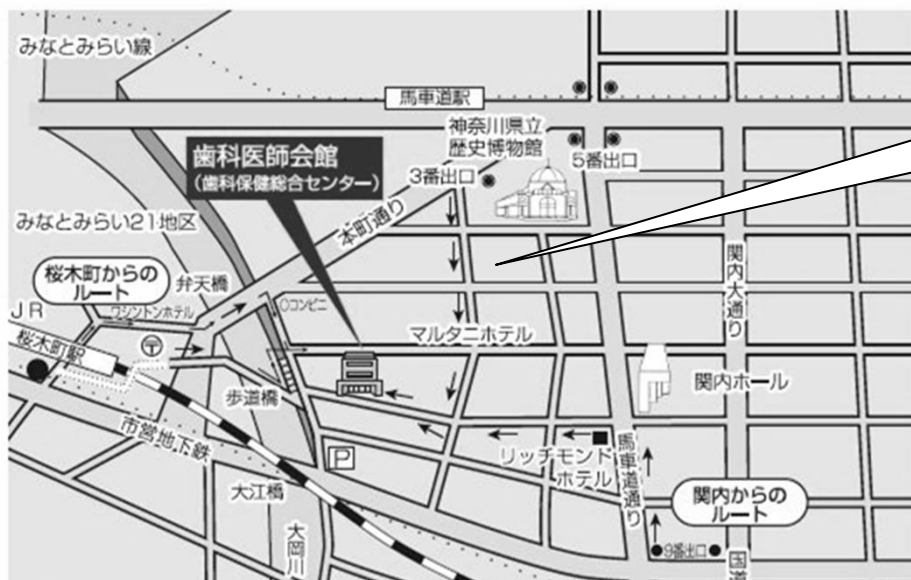 みなとみらい線
馬車道駅
神奈川県立
歴史博物館
5番出口
3番出口
歯科医師会館
(歯科保健総合センター)
本町通り
みなとみらい21地区
桜木町からの
ルート
弁天橋
ワシントンホテル
コンビニ
JR
桜木町駅
〒
マルタニホテル
関内大通り
関内ホール
歩道橋
市営地下鉄
P
リッチモンド
ホテル
馬車道通り
大江橋
大岡川
関内からの
ルート
9番出口
国道